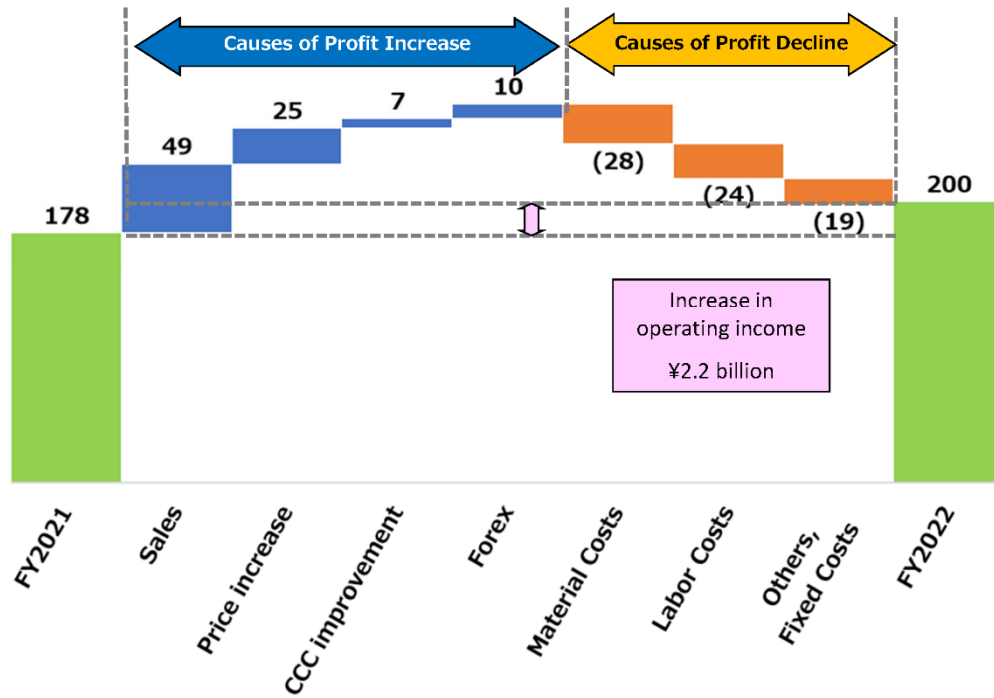 Causes of Profit Increase
Causes of Profit Decline
178
49
25
7
10
(28)
(24)
(19)
200
Increase in
operating income
¥2.2 billion
FY2021
Sales
Price increase
CCC improvement
Forex
Material Costs
Labor Costs
Others,
Fixed Costs
FY2022